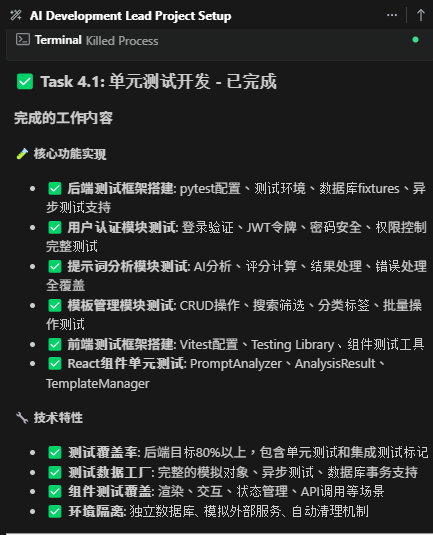 AI Development Lead Project Setup
Terminal Killed Process
Task 4.1: 单元测试开发 - 已完成
完成的工作内容
核心功能实现
后端测试框架搭建: pytest配置、测试环境、数据库fixtures、异
步测试支持
用户认证模块测试: 登录验证、JWT令牌、密码安全、权限控制
完整测试
提示词分析模块测试: AI分析、评分计算、结果处理、错误处理
全覆盖
模板管理模块测试: CRUD操作、搜索筛选、分类标签、批量操
作测试
前端测试框架搭建: Vitest配置、Testing Library、组件测试工具
React组件单元测试: PromptAnalyzer、AnalysisResult、
TemplateManager
技术特性
测试覆盖率: 后端目标80%以上，包含单元测试和集成测试标记
测试数据工厂: 完整的模拟对象、异步测试、数据库事务支持
组件测试覆盖: 渲染、交互、状态管理、API调用等场景
环境隔离: 独立数据库、模拟外部服务、自动清理机制